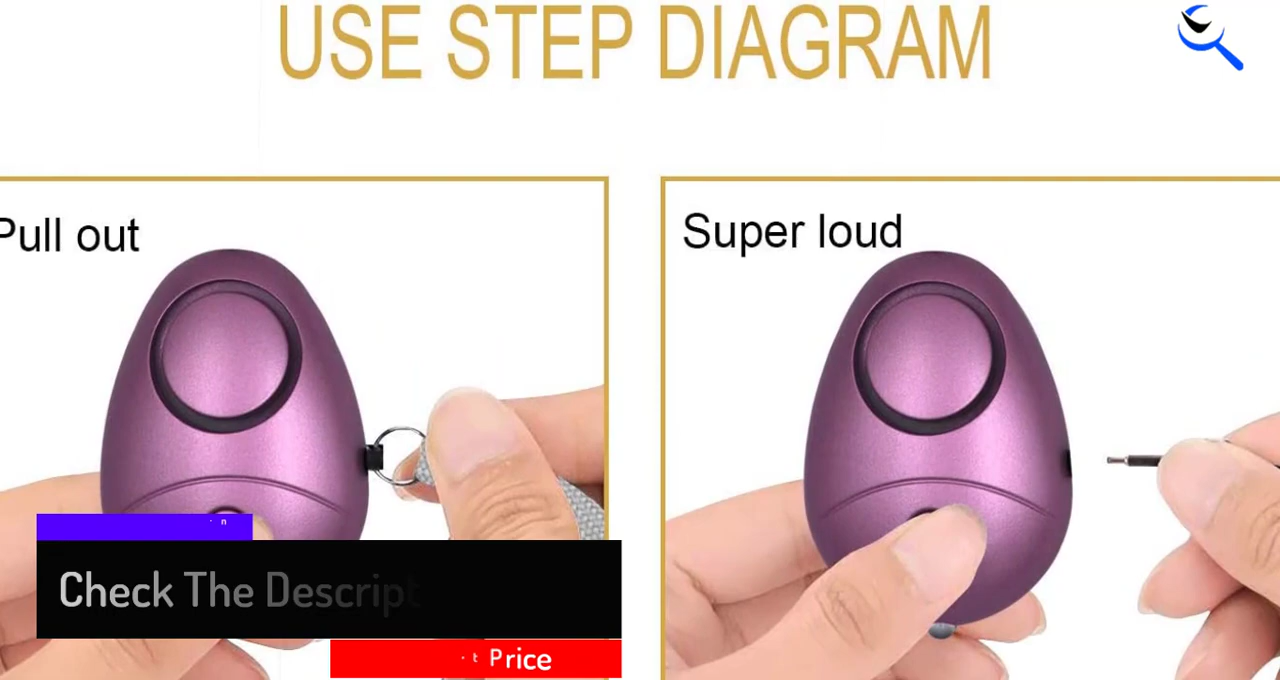 USE STEP DIAGRAM
Pull out
Super loud
Check The Descript
Price